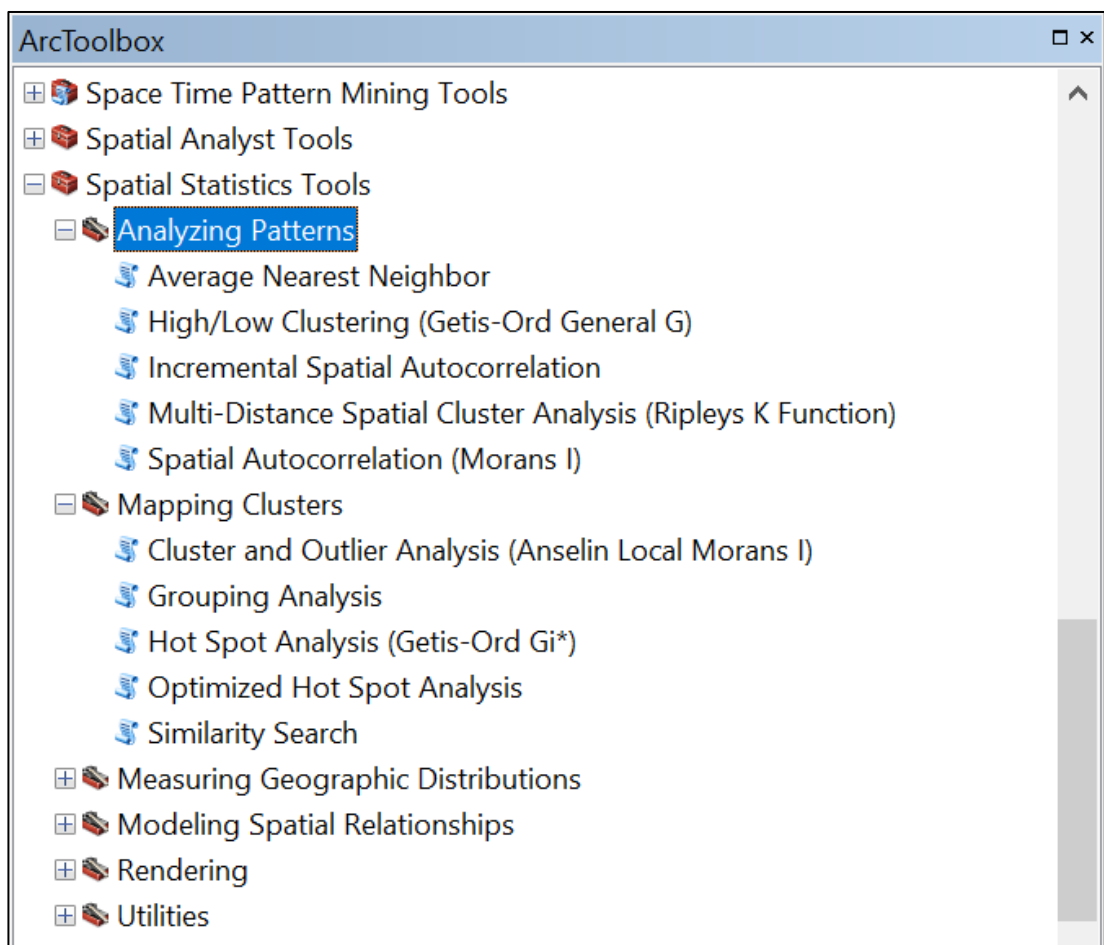 ArcToolbox
Space Time Pattern Mining Tools
Spatial Analyst Tools
Spatial Statistics Tools
Analyzing Patterns
Average Nearest Neighbor
High/Low Clustering (Getis-Ord General G)
Incremental Spatial Autocorrelation
Multi-Distance Spatial Cluster Analysis (Ripleys K Function)
Spatial Autocorrelation (Morans I)
Mapping Clusters
Cluster and Outlier Analysis (Anselin Local Morans I)
Grouping Analysis
Hot Spot Analysis (Getis-Ord Gi*)
Optimized Hot Spot Analysis
Similarity Search
Measuring Geographic Distributions
Modeling Spatial Relationships
Rendering
Utilities